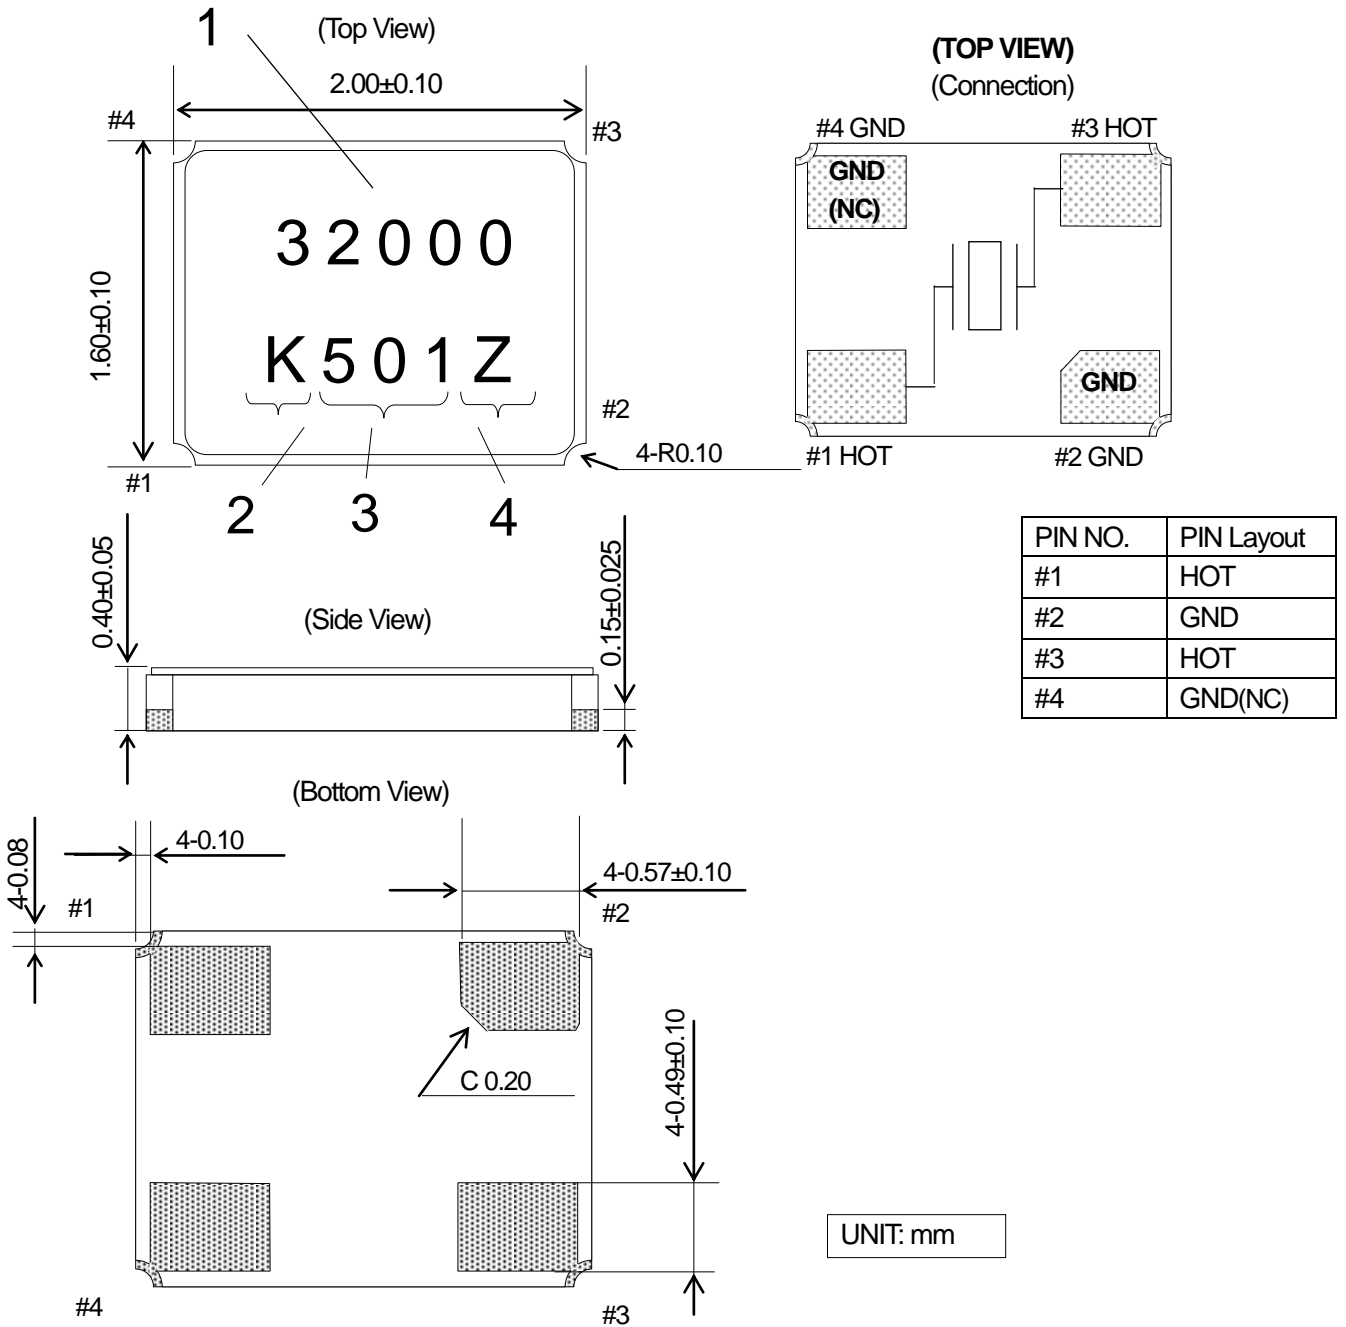 1
(Top View)
2.00±0.10
#4
#3
1.60±0.10
32000
K501Z
#2
#1
4-R0.10
2
3
4
(TOP VIEW)
(Connection)
#4 GND
#3 HOT
GND
(NC)
GND
#1 HOT
#2 GND
PIN NO. PIN Layout
#1 HOT
#2 GND
#3 HOT
#4 GND(NC)
0.40±0.05
(Side View)
0.15±0.025
(Bottom View)
4-0.08
4-0.10
4-0.57±0.10
#1
#2
C 0.20
4-0.49±0.10
#4
#3
UNIT: mm